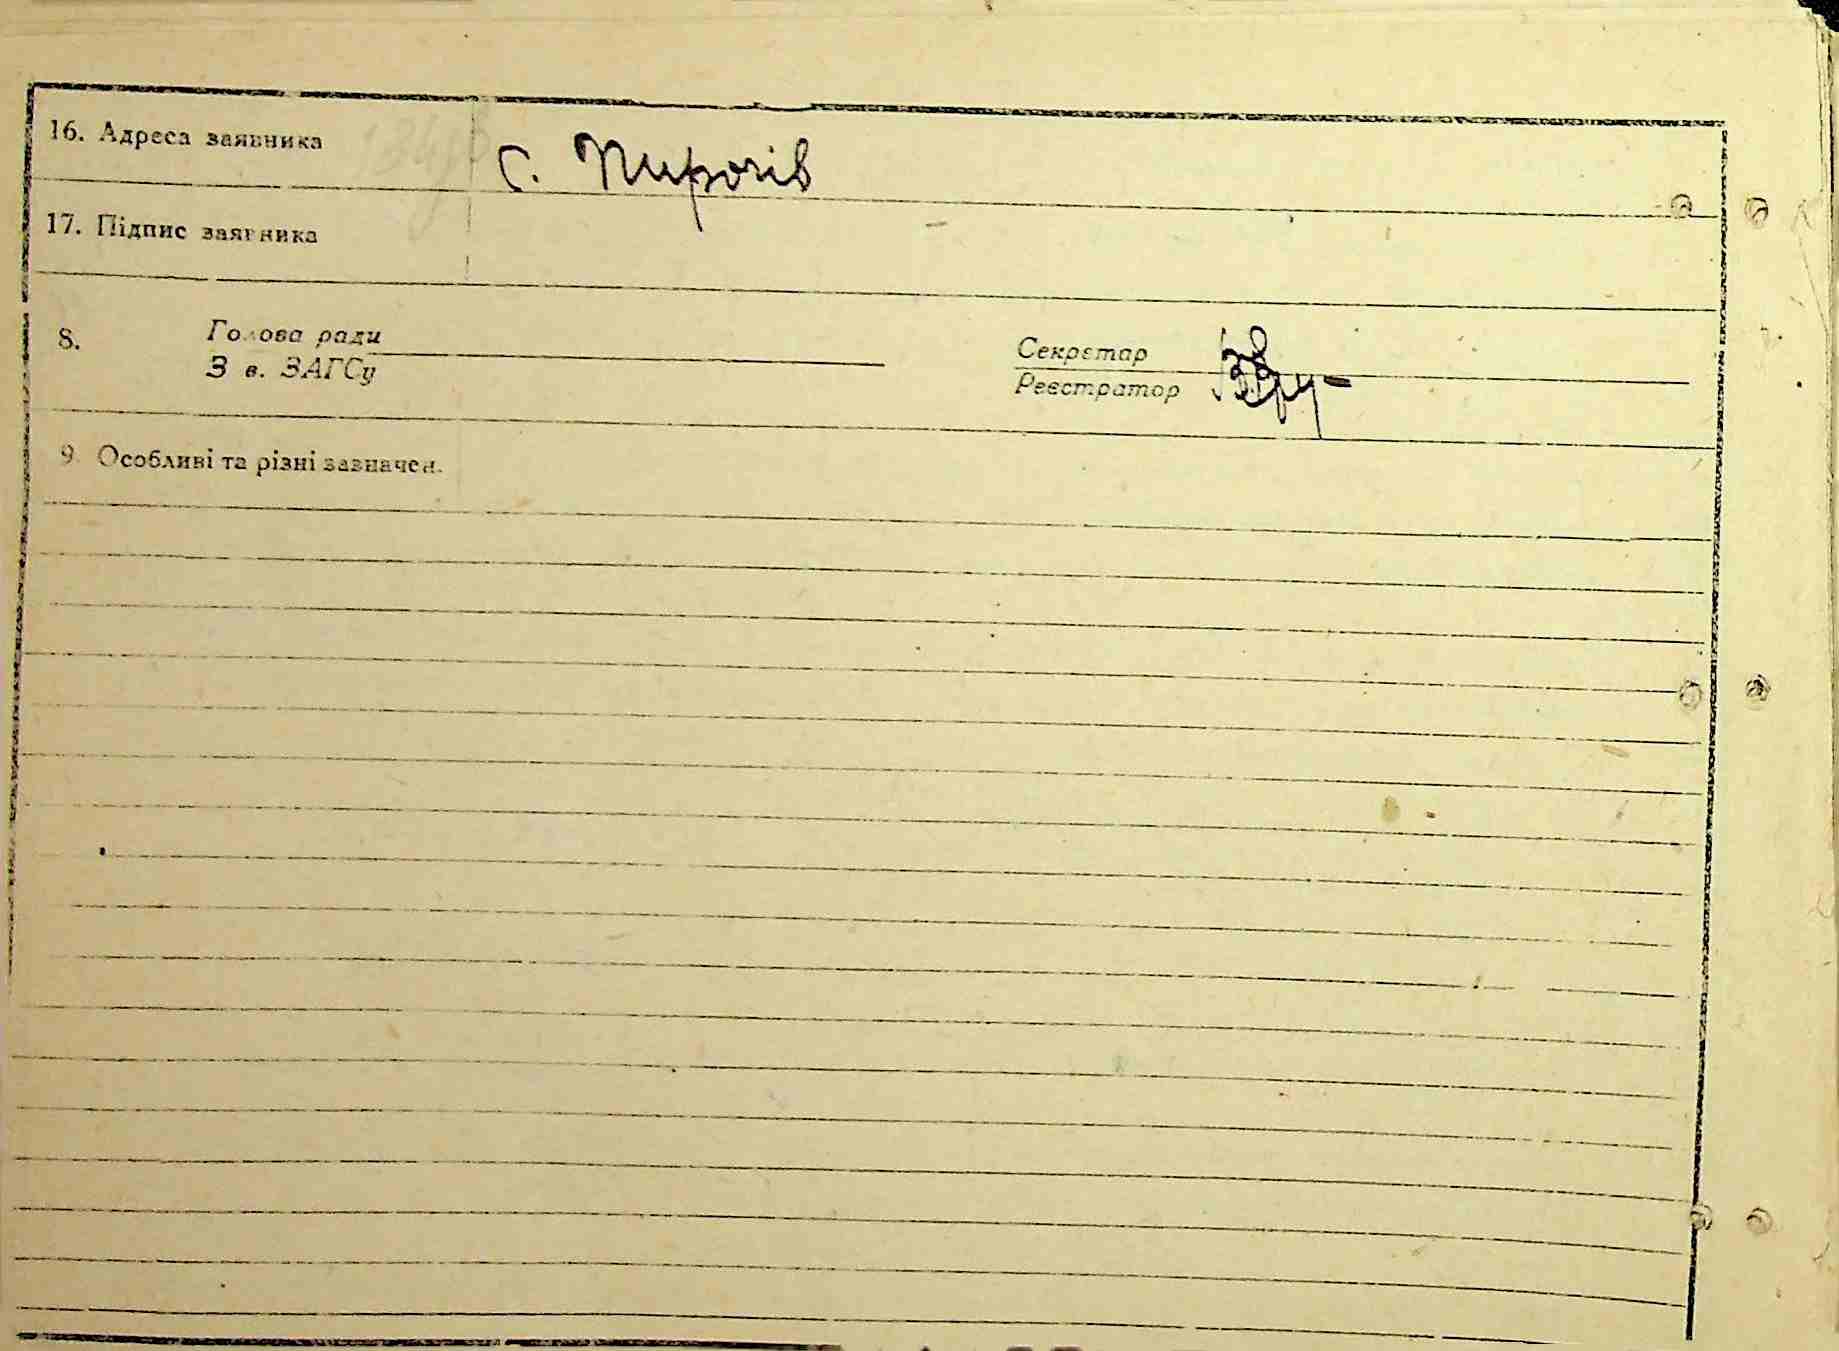 16. Адреса заявника с. Пирогів
17. Підпис заявника
8. Голова ради Секретар
З в. ЗАГСу Реєстратор
9. Особливі та різні зазначен.